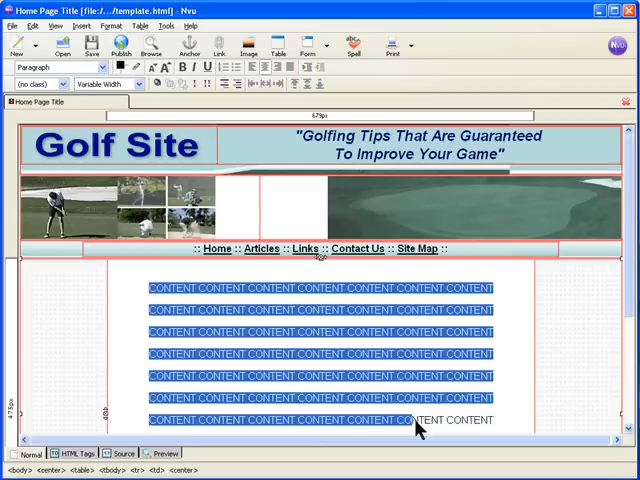 Home Page Title [file:/.../template.html] - Nvu
File Edit View Insert Format Table Tools Help
New Open Save Publish Browse Anchor Link Image Table Form Spell Print
Paragraph
B I U
(no class) Variable Width
Home Page Title
679px
Golf Site
"Golfing Tips That Are Guaranteed
To Improve Your Game"
:: Home :: Articles :: Links :: Contact Us :: Site Map ::
CONTENT CONTENT CONTENT CONTENT CONTENT CONTENT CONTENT
CONTENT CONTENT CONTENT CONTENT CONTENT CONTENT CONTENT
CONTENT CONTENT CONTENT CONTENT CONTENT CONTENT CONTENT
CONTENT CONTENT CONTENT CONTENT CONTENT CONTENT CONTENT
CONTENT CONTENT CONTENT CONTENT CONTENT CONTENT CONTENT
CONTENT CONTENT CONTENT CONTENT CONTENT CONTENT CONTENT
CONTENT CONTENT CONTENT CONTENT CONTENT CONTENT CONTENT
475px
Normal HTML Tags Source Preview
<body> <center> <table> <tbody> <tr> <td> <center>